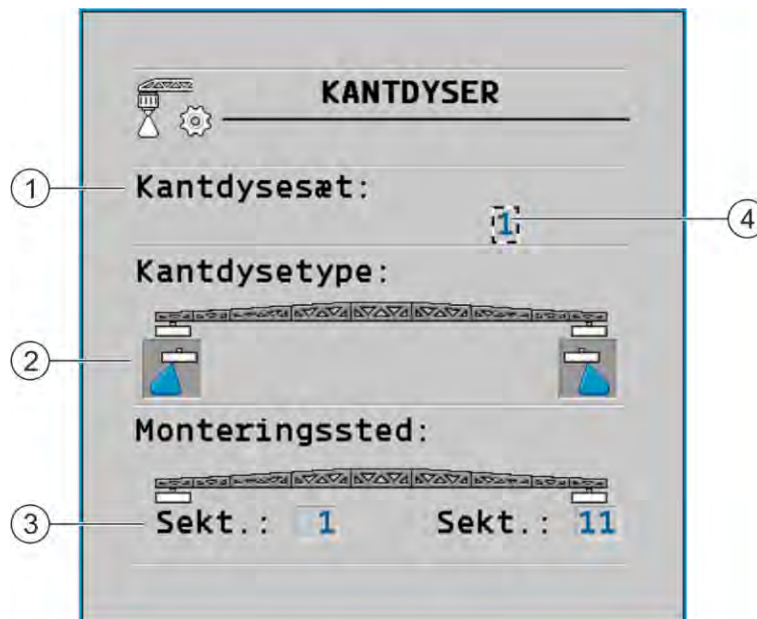 KANTDYSER
1 Kantdysesæt:
1 4
Kantdysetype:
2
Monteringssted:
3 Sekt.: 1 Sekt.: 11